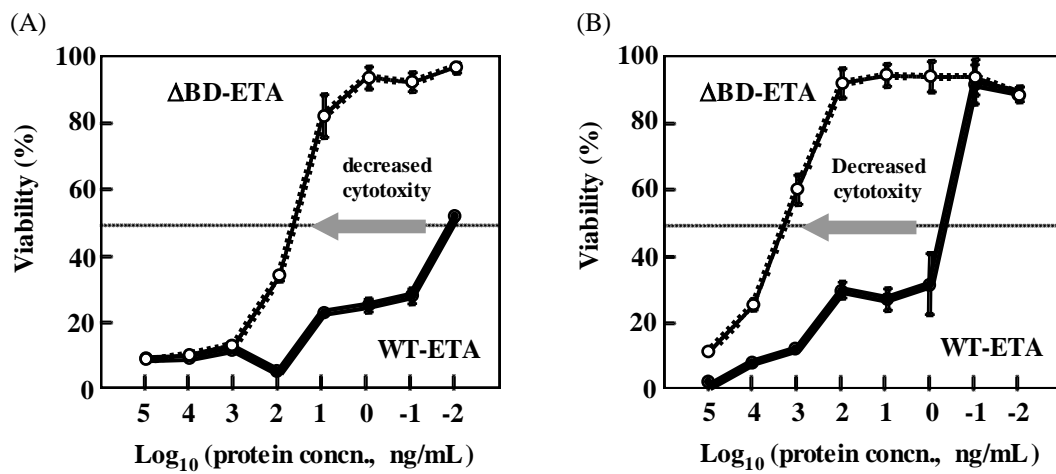 (A)
(B)
100
80
60
40
20
0
Viability (%)
ΔBD-ETA
decreased
cytotoxity
WT-ETA
5 4 3 2 1 0 -1 -2
Log10 (protein concn., ng/mL)
100
80
60
40
20
0
Viability (%)
ΔBD-ETA
Decreased
cytotoxity
WT-ETA
5 4 3 2 1 0 -1 -2
Log10 (protein concn., ng/mL)